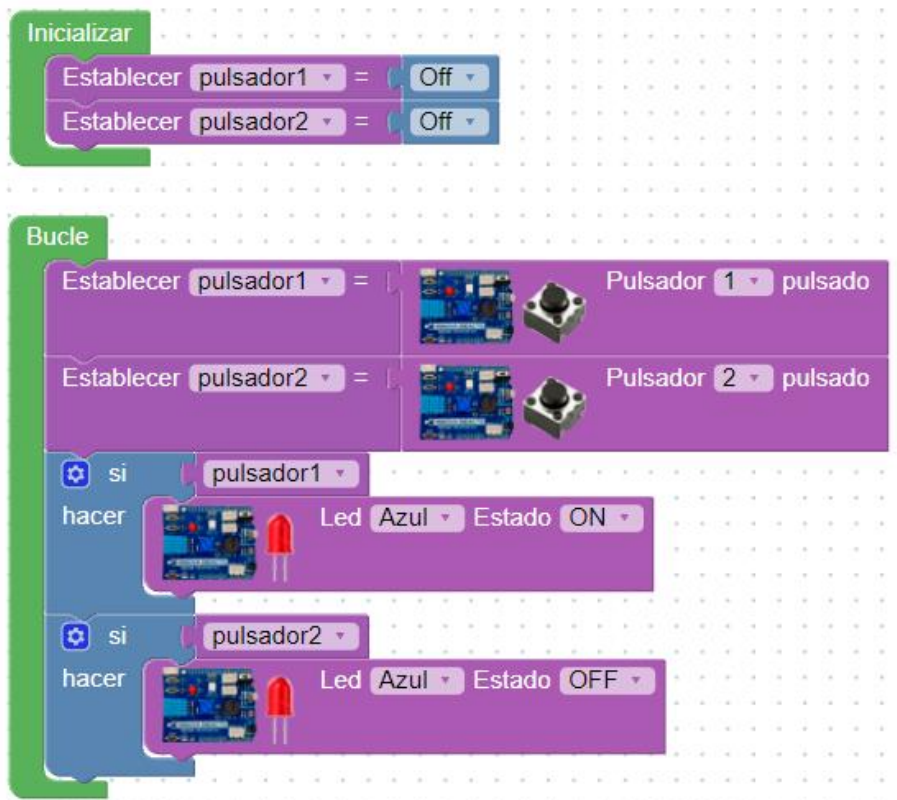 Inicializar
Establecer pulsador1 = Off
Establecer pulsador2 = Off
Bucle
Establecer pulsador1 = Pulsador 1 pulsado
Establecer pulsador2 = Pulsador 2 pulsado
si pulsador1
hacer Led Azul Estado ON
si pulsador2
hacer Led Azul Estado OFF